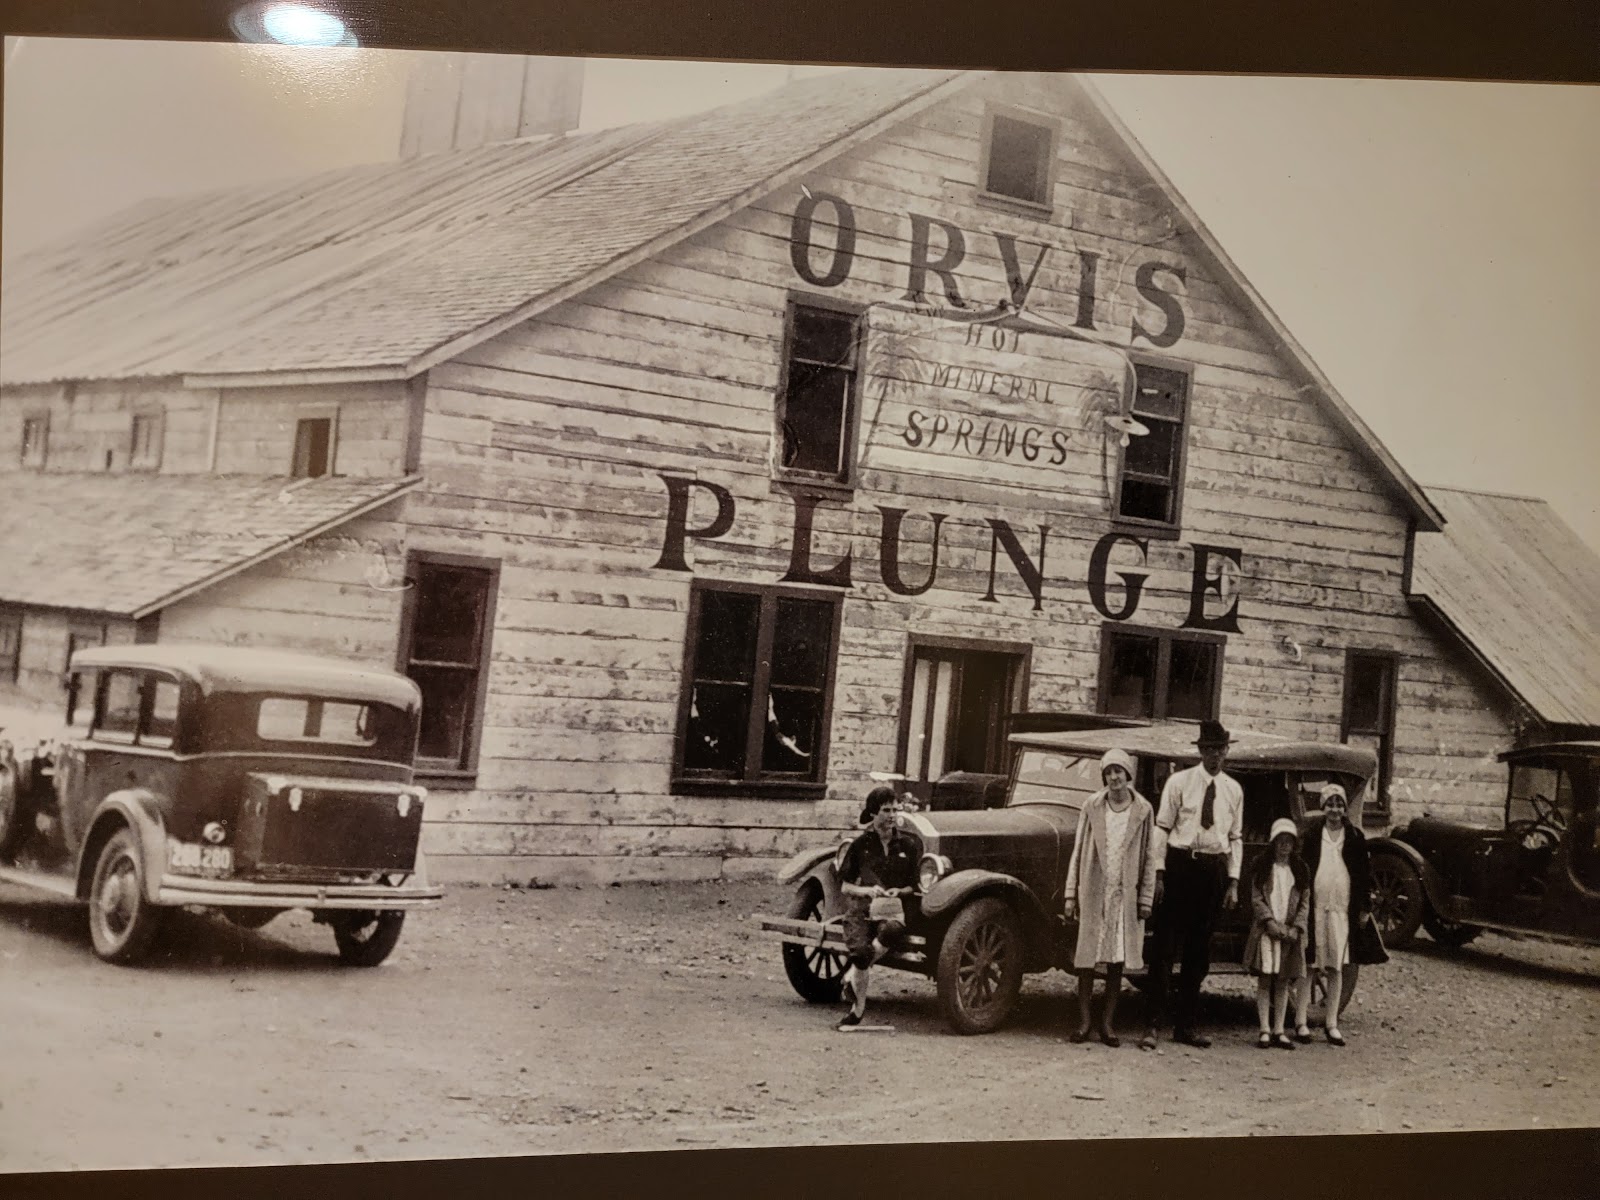 ORVIS
HOT
MINERAL
SPRINGS
PLUNGE